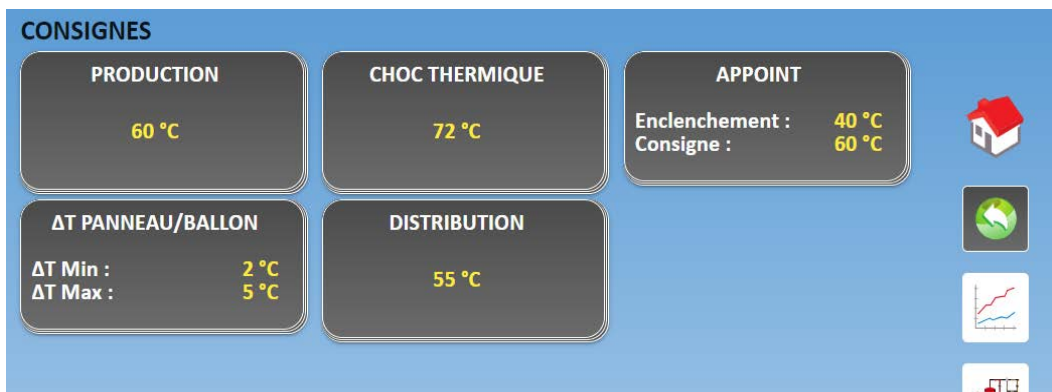 CONSIGNES
PRODUCTION
60 °C
CHOC THERMIQUE
72 °C
APPOINT
Enclenchement : 40 °C
Consigne : 60 °C
ΔT PANNEAU/BALLON
ΔT Min : 2 °C
ΔT Max : 5 °C
DISTRIBUTION
55 °C